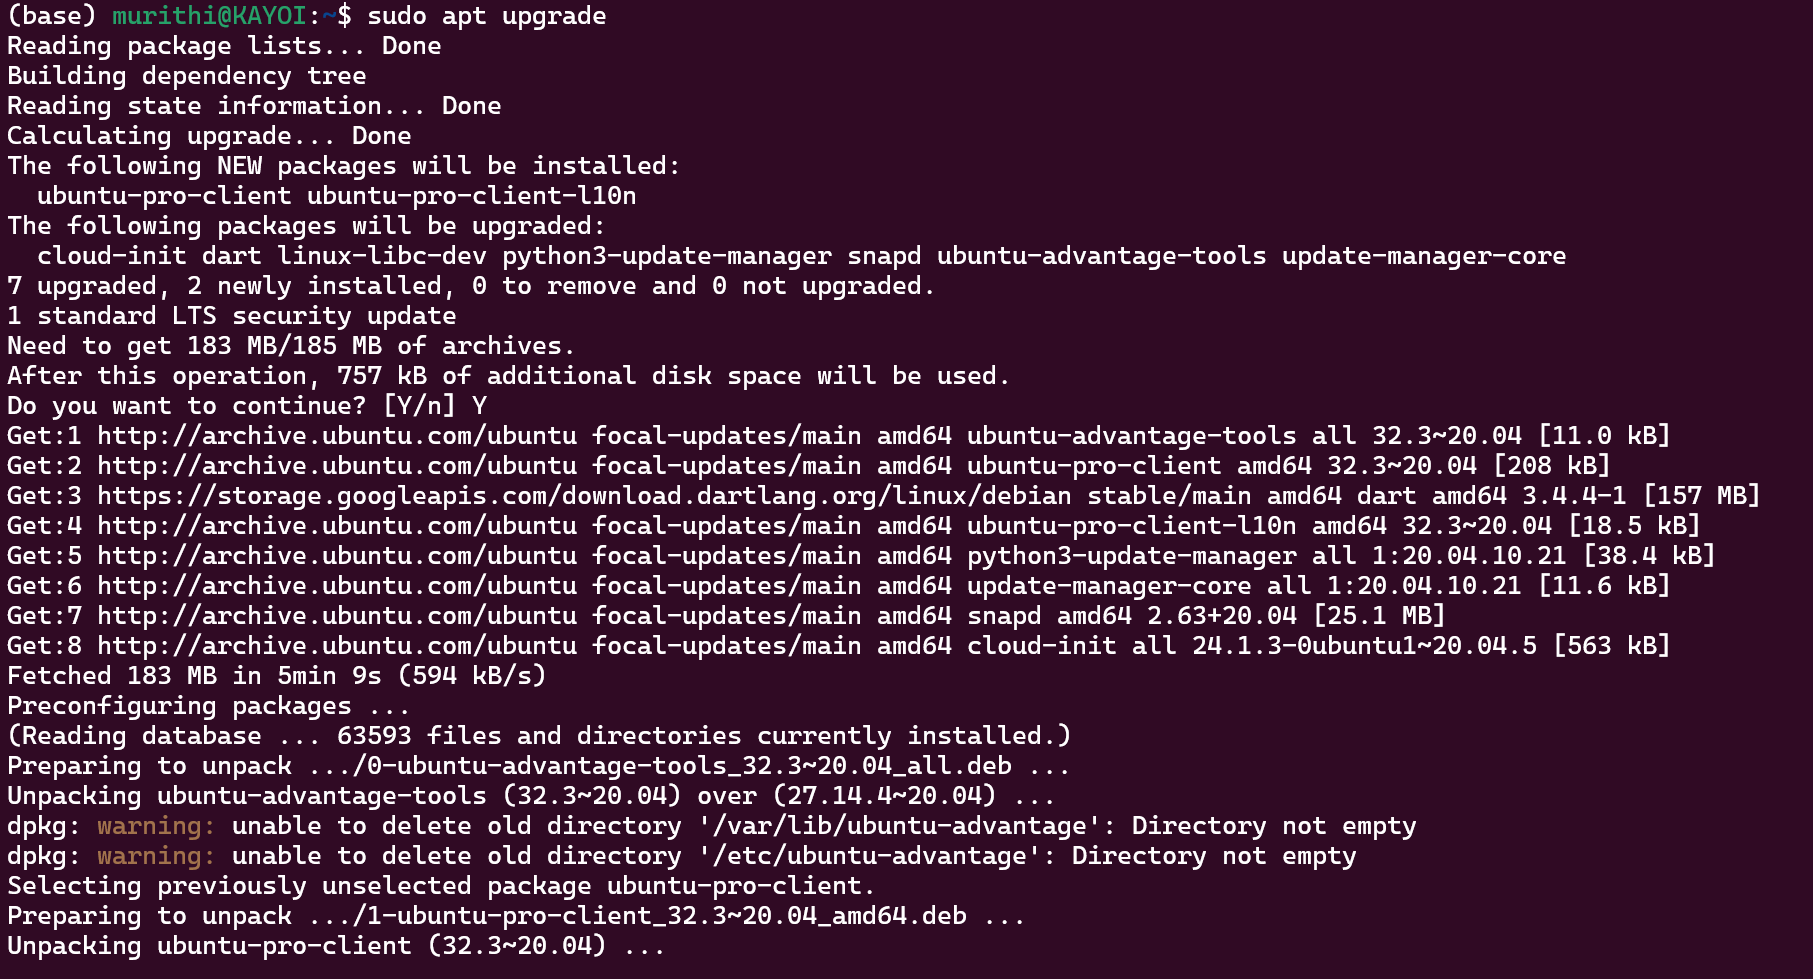 (base) murithi@KAYOI:~$ sudo apt upgrade
Reading package lists... Done
Building dependency tree
Reading state information... Done
Calculating upgrade... Done
The following NEW packages will be installed:
  ubuntu-pro-client ubuntu-pro-client-l10n
The following packages will be upgraded:
  cloud-init dart linux-libc-dev python3-update-manager snapd ubuntu-advantage-tools update-manager-core
7 upgraded, 2 newly installed, 0 to remove and 0 not upgraded.
1 standard LTS security update
Need to get 183 MB/185 MB of archives.
After this operation, 757 kB of additional disk space will be used.
Do you want to continue? [Y/n] Y
Get:1 http://archive.ubuntu.com/ubuntu focal-updates/main amd64 ubuntu-advantage-tools all 32.3~20.04 [11.0 kB]
Get:2 http://archive.ubuntu.com/ubuntu focal-updates/main amd64 ubuntu-pro-client amd64 32.3~20.04 [208 kB]
Get:3 https://storage.googleapis.com/download.dartlang.org/linux/debian stable/main amd64 dart amd64 3.4.4-1 [157 MB]
Get:4 http://archive.ubuntu.com/ubuntu focal-updates/main amd64 ubuntu-pro-client-l10n amd64 32.3~20.04 [18.5 kB]
Get:5 http://archive.ubuntu.com/ubuntu focal-updates/main amd64 python3-update-manager all 1:20.04.10.21 [38.4 kB]
Get:6 http://archive.ubuntu.com/ubuntu focal-updates/main amd64 update-manager-core all 1:20.04.10.21 [11.6 kB]
Get:7 http://archive.ubuntu.com/ubuntu focal-updates/main amd64 snapd amd64 2.63+20.04 [25.1 MB]
Get:8 http://archive.ubuntu.com/ubuntu focal-updates/main amd64 cloud-init all 24.1.3-0ubuntu1~20.04.5 [563 kB]
Fetched 183 MB in 5min 9s (594 kB/s)
Preconfiguring packages ...
(Reading database ... 63593 files and directories currently installed.)
Preparing to unpack .../0-ubuntu-advantage-tools_32.3~20.04_all.deb ...
Unpacking ubuntu-advantage-tools (32.3~20.04) over (27.14.4~20.04) ...
dpkg: warning: unable to delete old directory '/var/lib/ubuntu-advantage': Directory not empty
dpkg: warning: unable to delete old directory '/etc/ubuntu-advantage': Directory not empty
Selecting previously unselected package ubuntu-pro-client.
Preparing to unpack .../1-ubuntu-pro-client_32.3~20.04_amd64.deb ...
Unpacking ubuntu-pro-client (32.3~20.04) ...